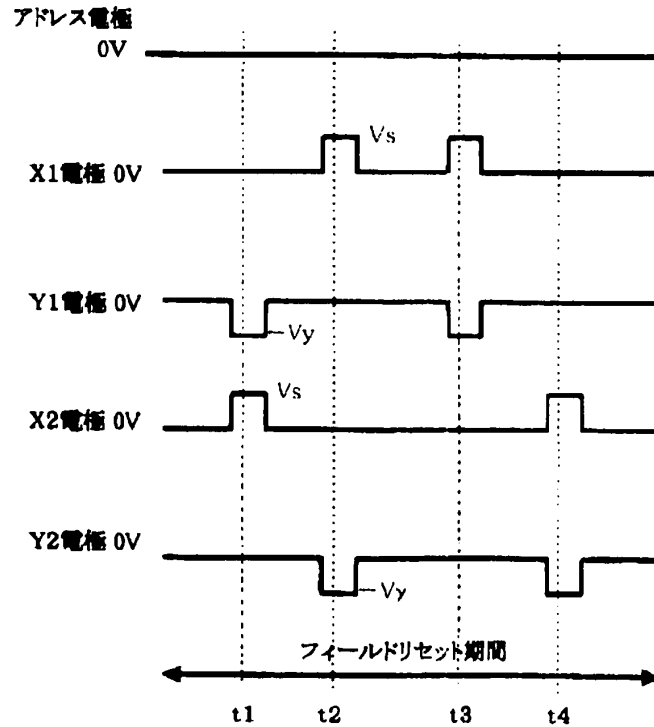 アドレス電極
0V
Vs
X1電極 0V
Y1電極 0V
-Vy
Vs
X2電極 0V
Y2電極 0V
-Vy
フィールドリセット期間
t1 t2 t3 t4